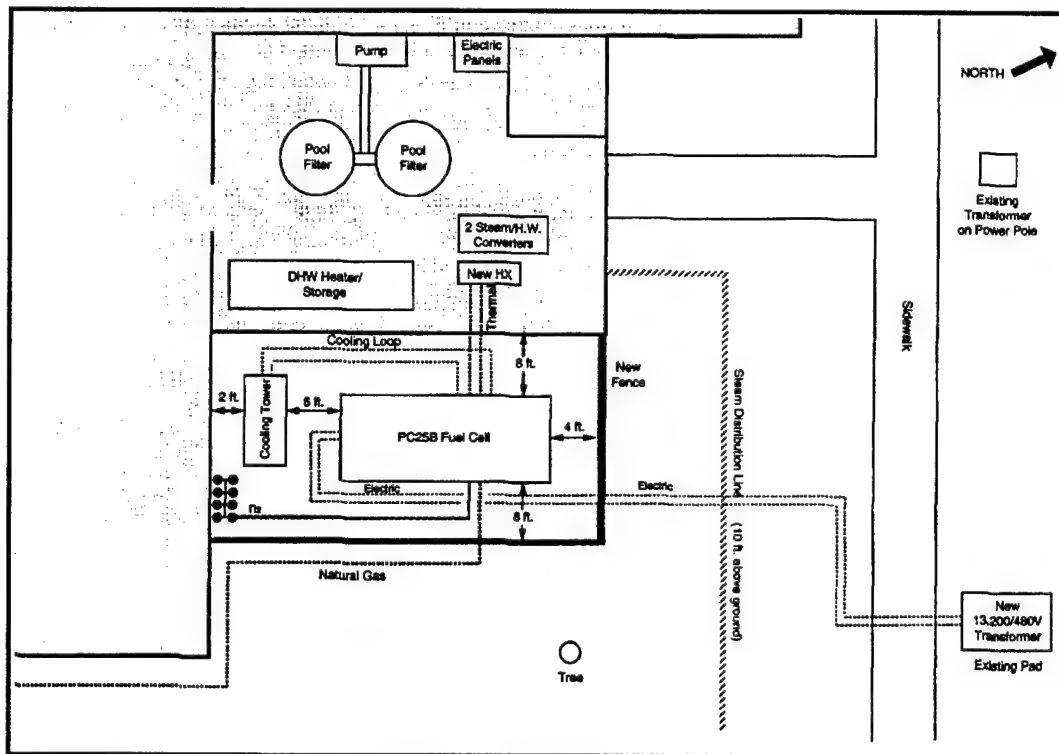 Pump
Electric
Panels
NORTH
Pool
Filter
Pool
Filter
Existing
Transformer
on Power Pole
2 Steam/H.W.
Converters
New HX
DHW Heater/
Storage
Thermal
Cooling Loop
8 ft.
New
Fence
Sidewalk
2 ft.
Cooling Tower
6 ft.
PC25B Fuel Cell
4 ft.
Steam Distribution Line
(10 ft. above ground)
Electric
Electric
n₂
8 ft.
Natural Gas
New
13,200/480V
Transformer
Existing Pad
Tree